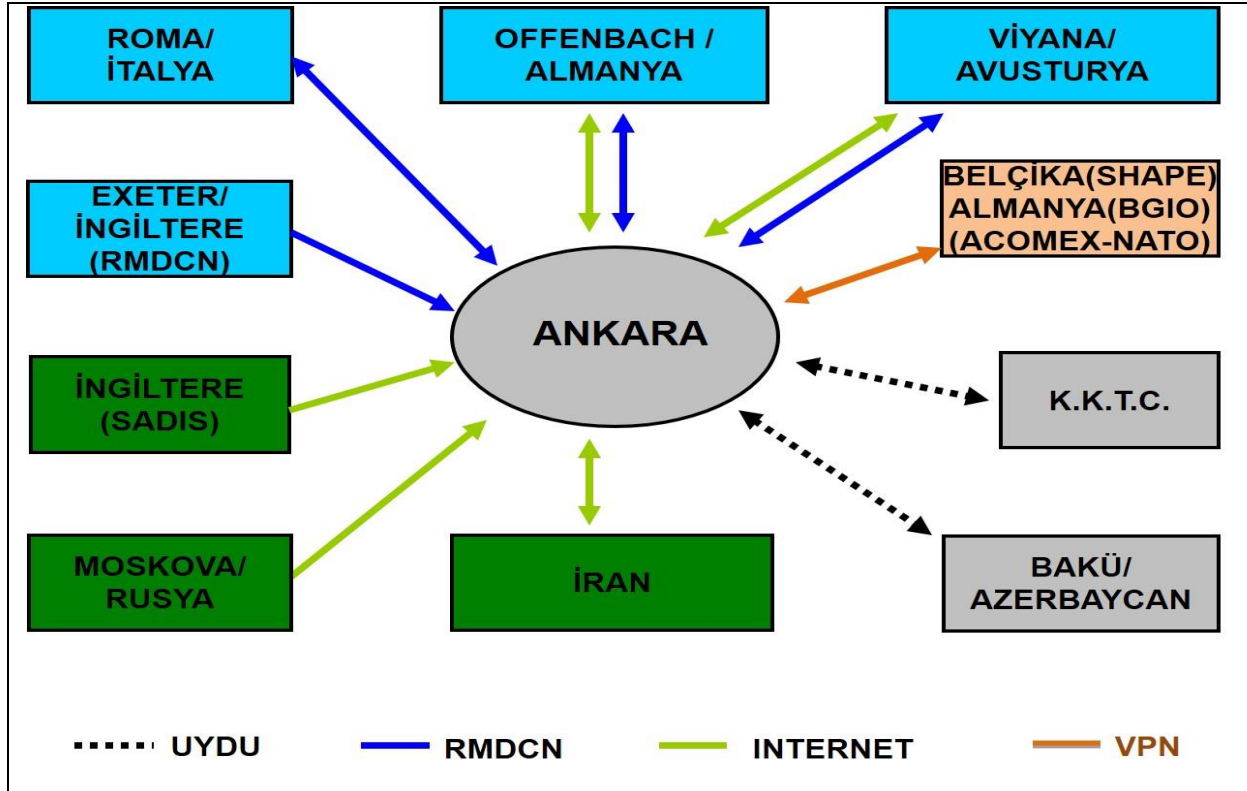 ROMA/
İTALYA
OFFENBACH /
ALMANYA
VİYANA/
AVUSTURYA
EXETER/
İNGİLTERE
(RMDCN)
BELÇİKA(SHAPE)
ALMANYA(BGIO)
(ACOMEX-NATO)
ANKARA
İNGİLTERE
(SADIS)
K.K.T.C.
MOSKOVA/
RUSYA
İRAN
BAKÜ/
AZERBAYCAN
UYDU
RMDCN
INTERNET
VPN